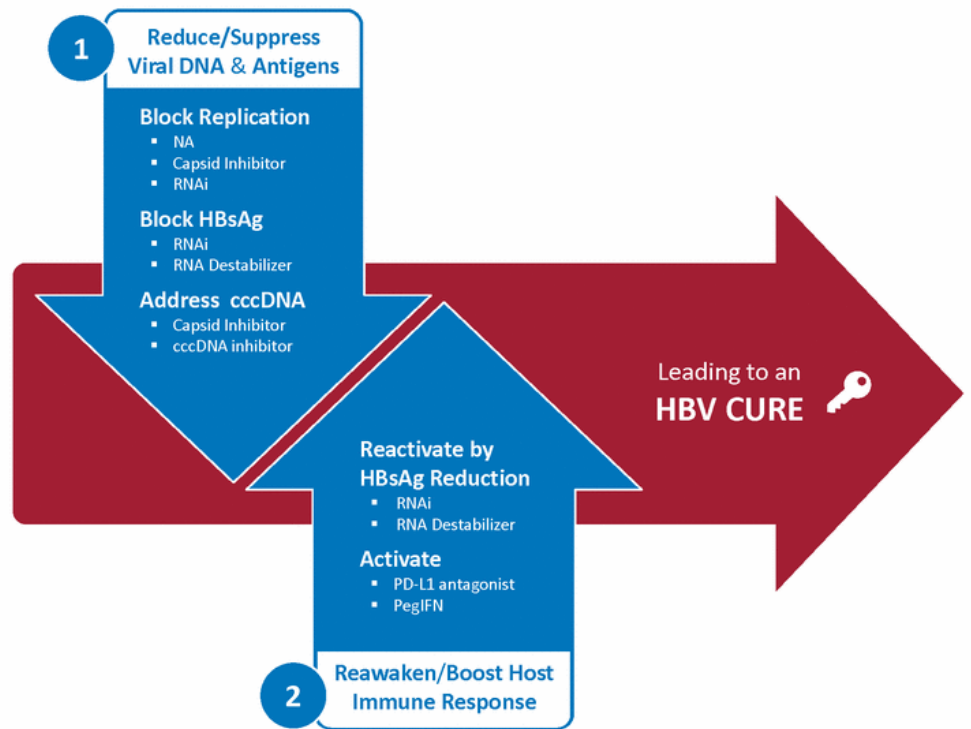 1
Reduce/Suppress
Viral DNA & Antigens
Block Replication
▪ NA
▪ Capsid Inhibitor
▪ RNAi
Block HBsAg
▪ RNAi
▪ RNA Destabilizer
Address cccDNA
▪ Capsid Inhibitor
▪ cccDNA inhibitor
Leading to an
HBV CURE
Reactivate by
HBsAg Reduction
▪ RNAi
▪ RNA Destabilizer
Activate
▪ PD-L1 antagonist
▪ PegIFN
2
Reawaken/Boost Host
Immune Response